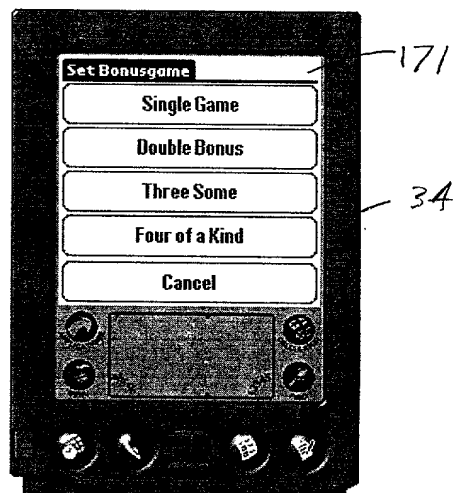 Set Bonusgame
171
Single Game
Double Bonus
Three Some
34
Four of a Kind
Cancel